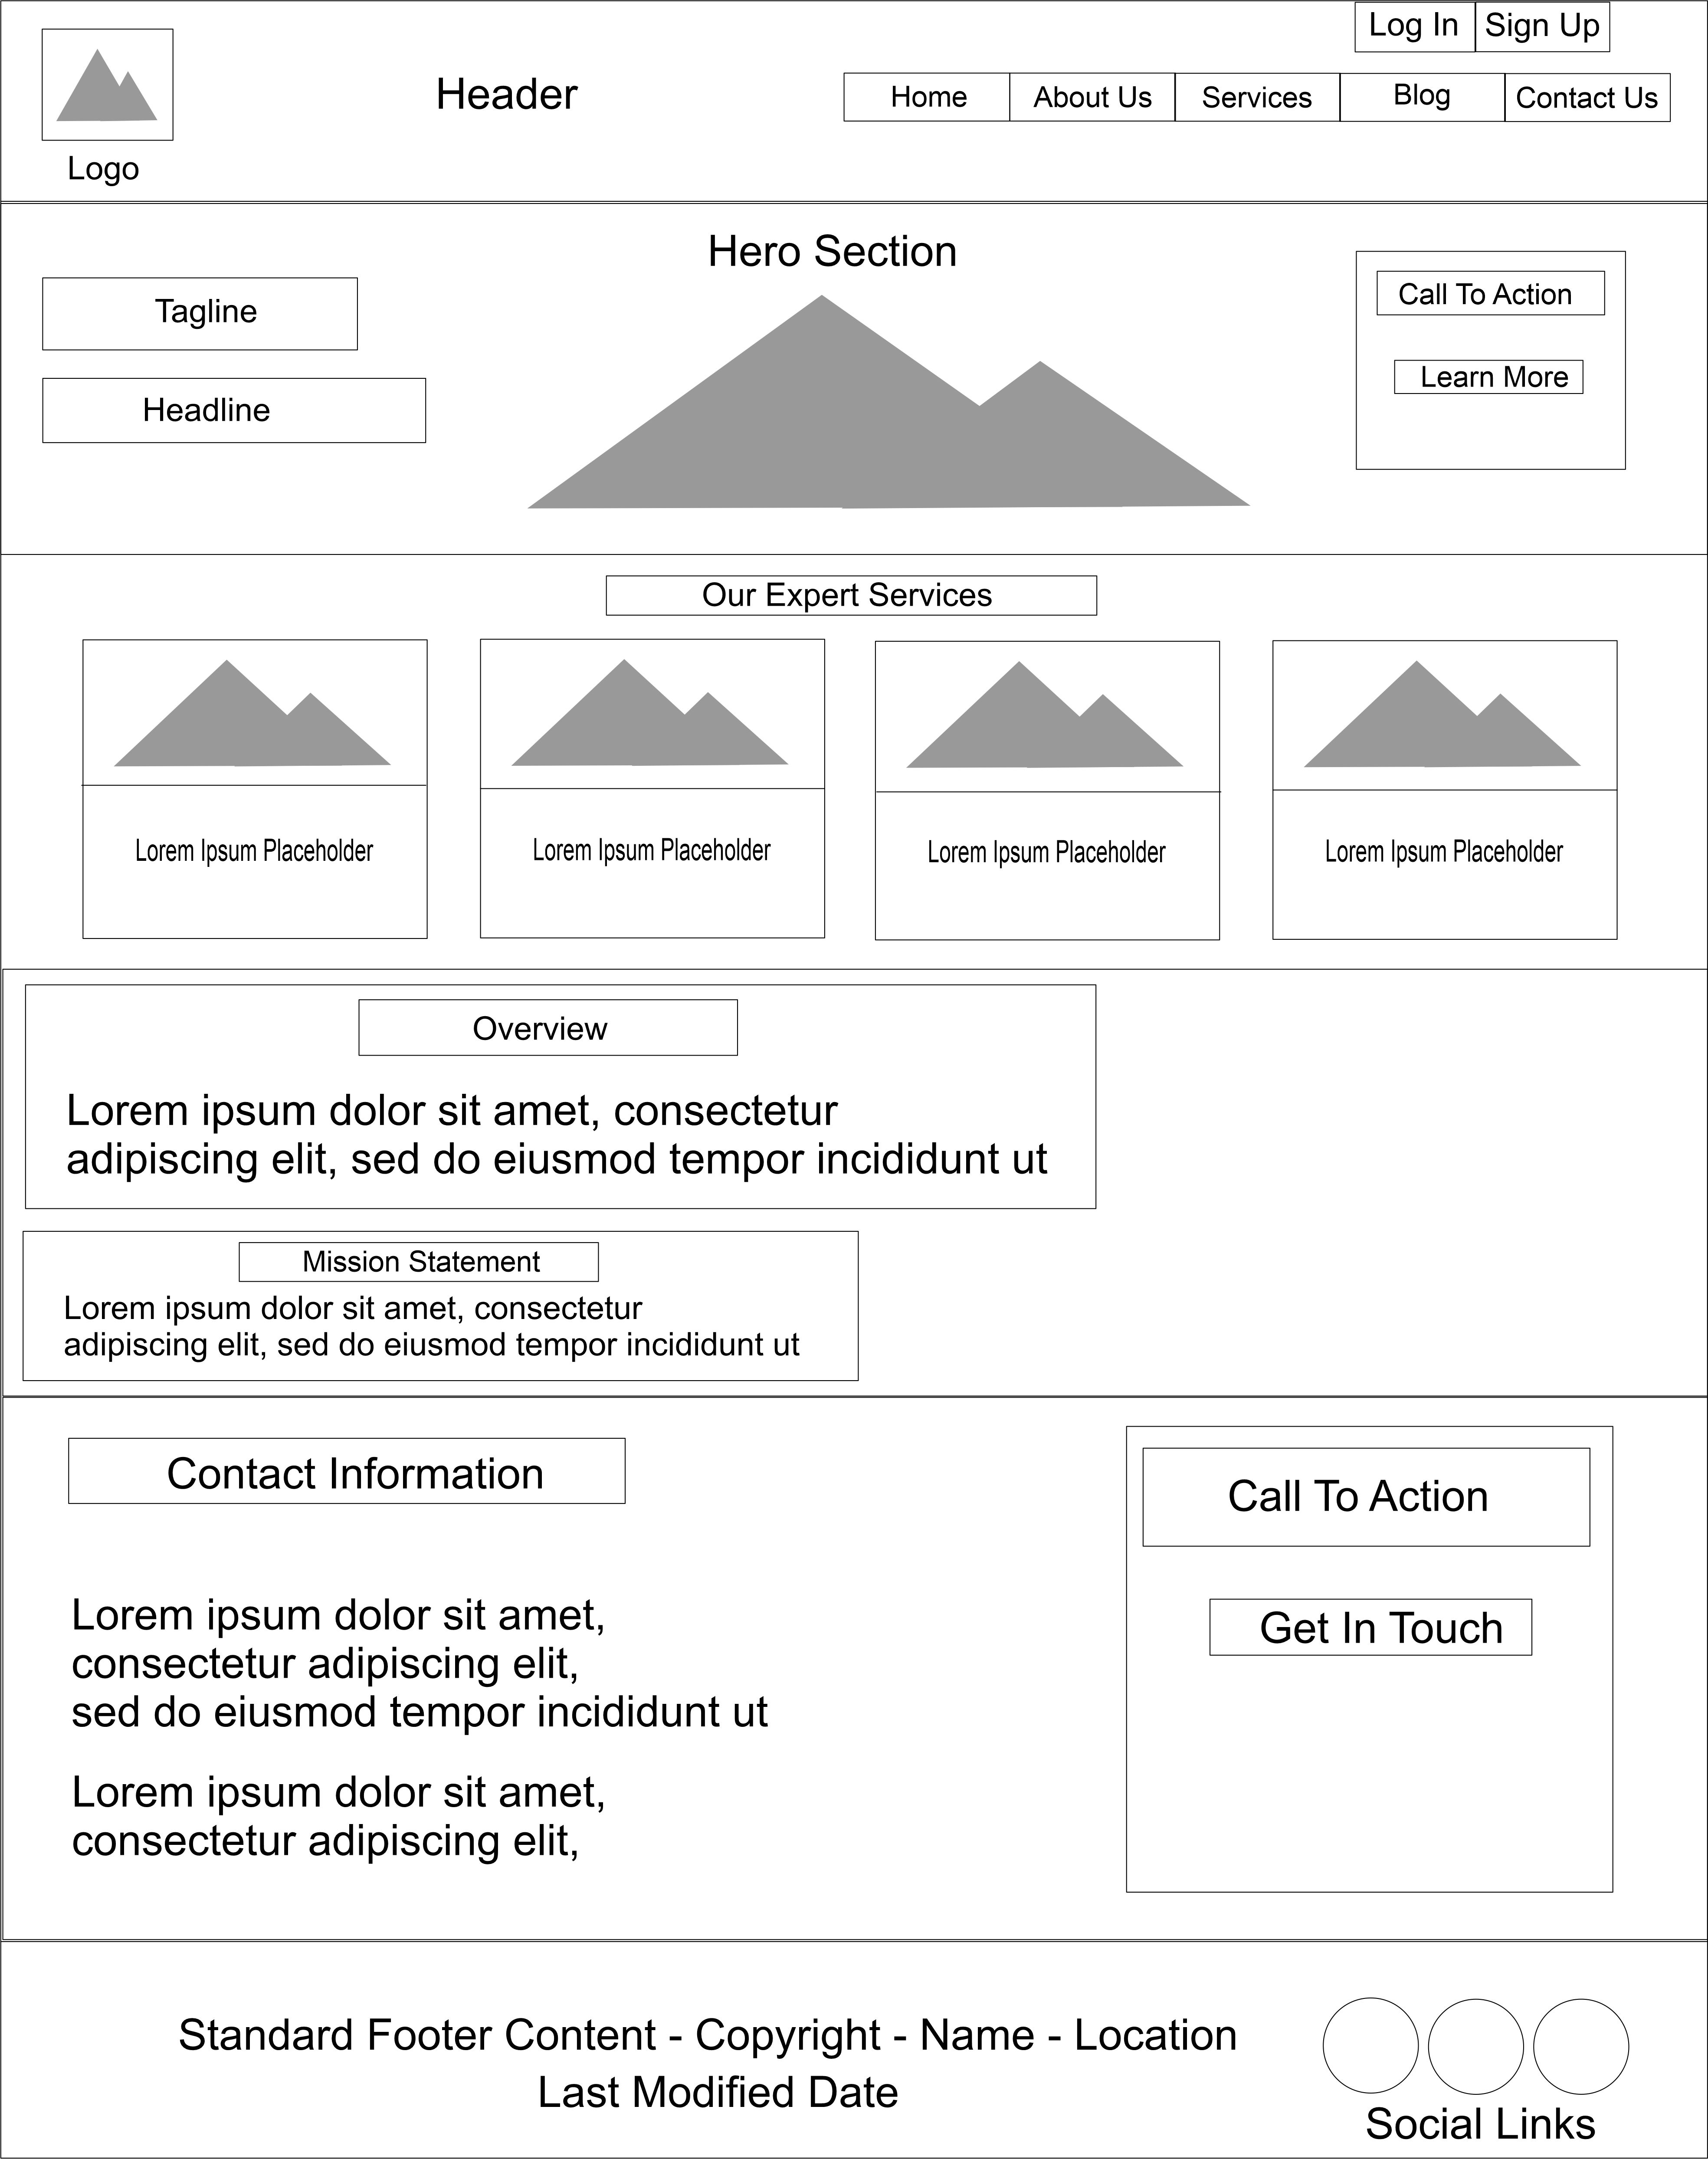 Log In
Sign Up
Header
Home
About Us
Services
Blog
Contact Us
Logo
Hero Section
Tagline
Headline
Call To Action
Learn More
Our Expert Services
Lorem Ipsum Placeholder
Lorem Ipsum Placeholder
Lorem Ipsum Placeholder
Lorem Ipsum Placeholder
Overview
Lorem ipsum dolor sit amet, consectetur
adipiscing elit, sed do eiusmod tempor incididunt ut
Mission Statement
Lorem ipsum dolor sit amet, consectetur
adipiscing elit, sed do eiusmod tempor incididunt ut
Contact Information
Lorem ipsum dolor sit amet,
consectetur adipiscing elit,
sed do eiusmod tempor incididunt ut
Lorem ipsum dolor sit amet,
consectetur adipiscing elit,
Call To Action
Get In Touch
Standard Footer Content - Copyright - Name - Location
Last Modified Date
Social Links